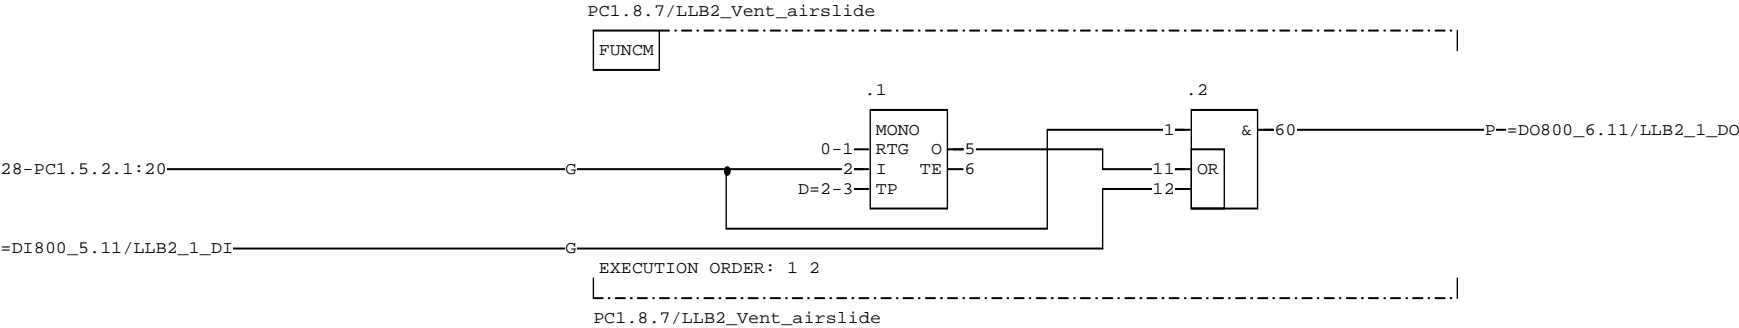 PC1.8.7/LLB2_Vent_airslide
FUNCM
.1 .2
MONO 1 & 60 P =DO800_6.11/LLB2_1_DO
0-1 RTG O 5
28-PC1.5.2.1:20 G 2 I TE 6 11 OR
D=2-3 TP 12
=DI800_5.11/LLB2_1_DI G
EXECUTION ORDER: 1 2
PC1.8.7/LLB2_Vent_airslide